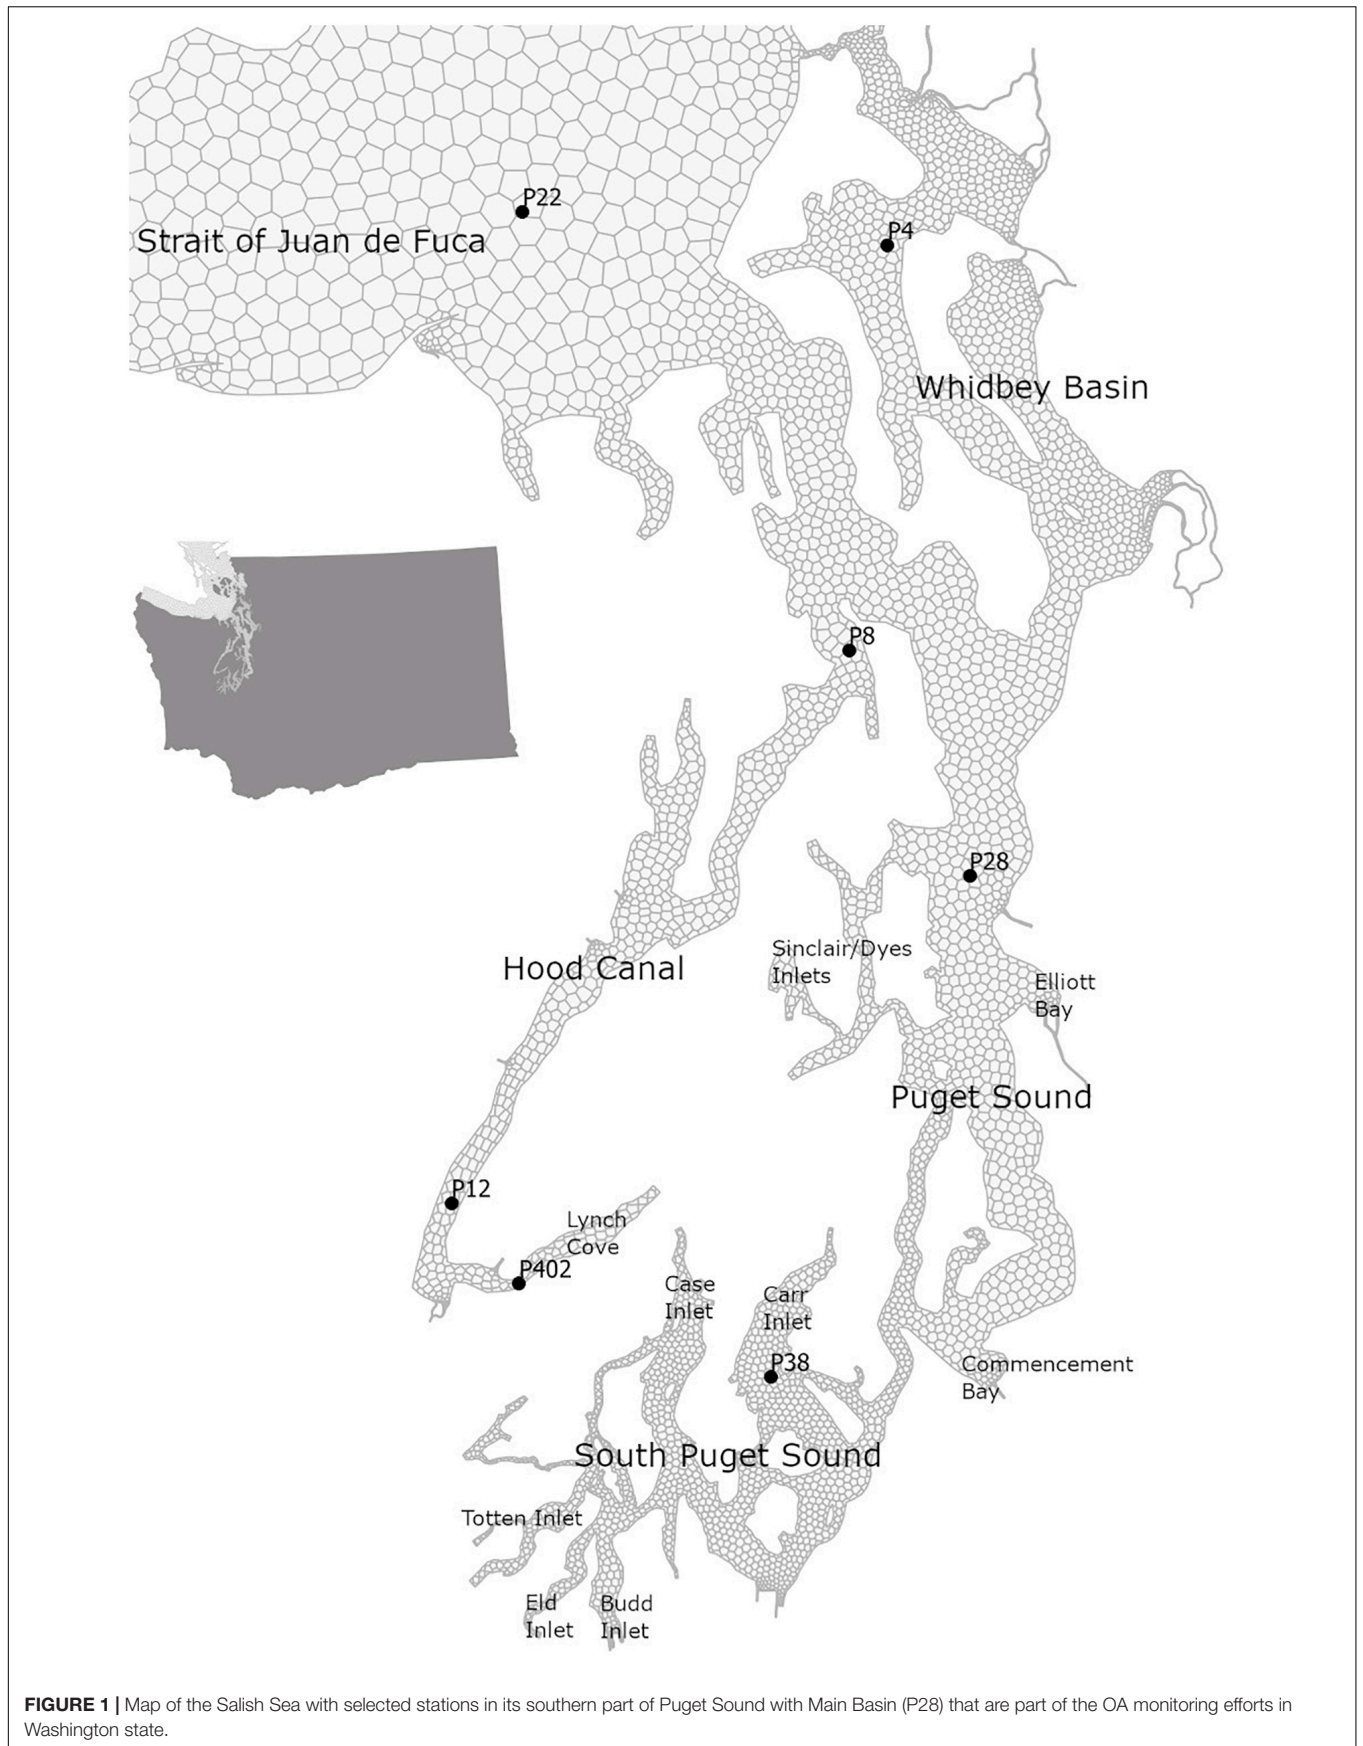 P22
Strait of Juan de Fuca
P4
Whidbey Basin
P8
P28
Sinclair/Dyes
Inlets
Hood Canal
Elliott
Bay
Puget Sound
P12
Lynch
Cove
P402
Case
Inlet
Carr
Inlet
P38
Commencement
Bay
South Puget Sound
Totten Inlet
Eld
Inlet
Budd
Inlet
FIGURE 1 | Map of the Salish Sea with selected stations in its southern part of Puget Sound with Main Basin (P28) that are part of the OA monitoring efforts in
Washington state.